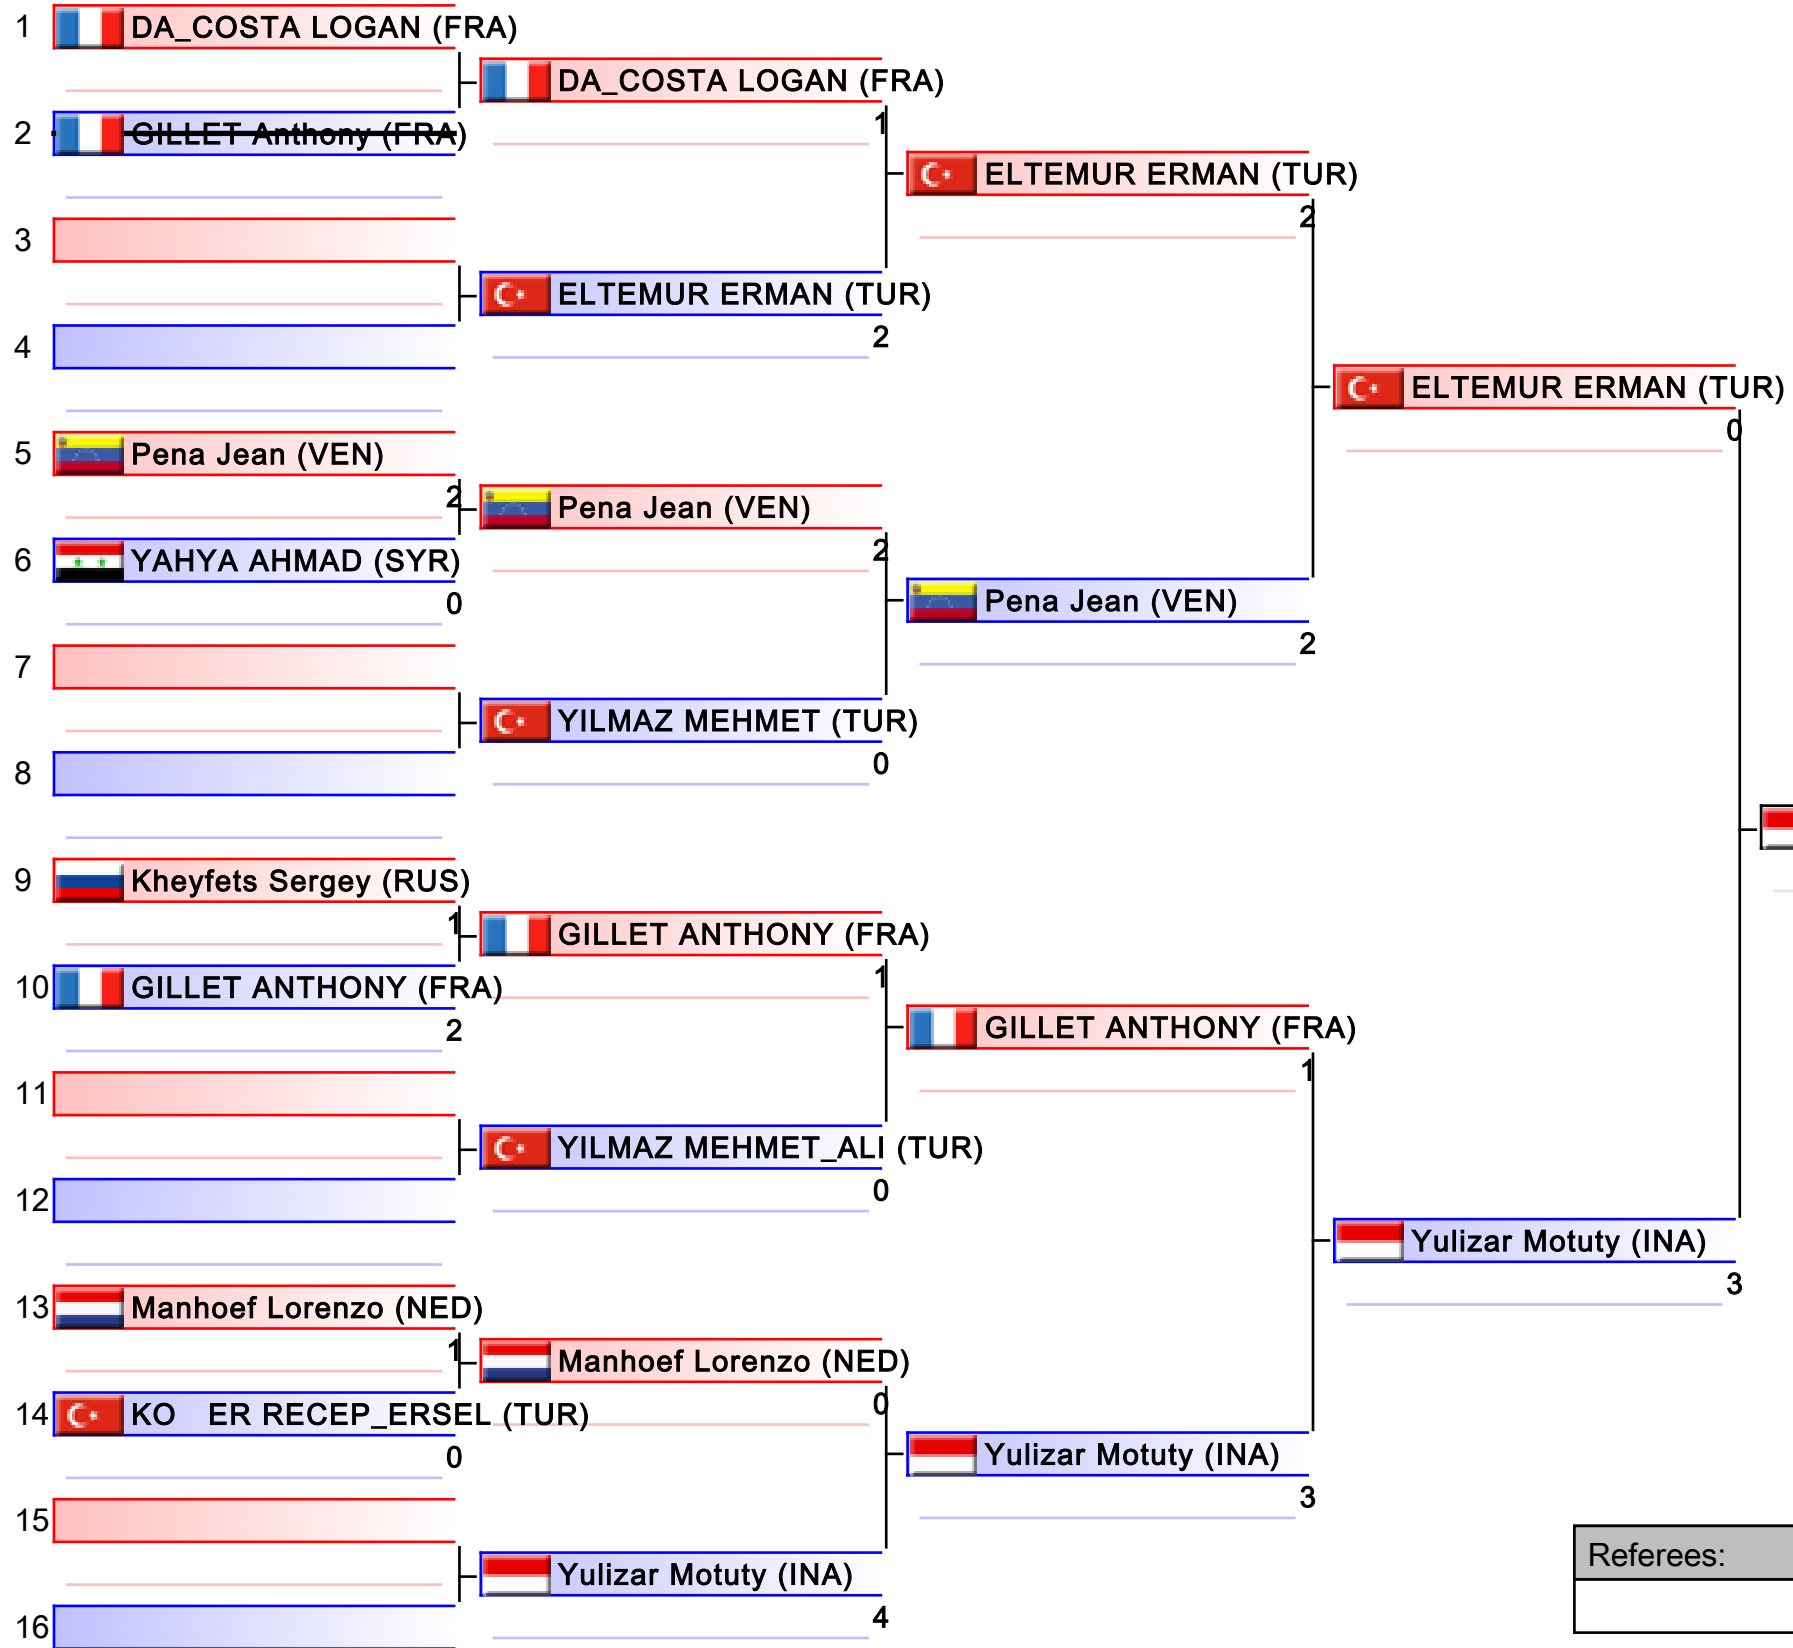 1 DA_COSTA LOGAN (FRA)
DA_COSTA LOGAN (FRA)
1
2 GILLET Anthony (FRA)
ELTEMUR ERMAN (TUR)
2
3
ELTEMUR ERMAN (TUR)
2
4
ELTEMUR ERMAN (TUR)
0
5 Pena Jean (VEN)
2
Pena Jean (VEN)
2
6 YAHYA AHMAD (SYR)
0
Pena Jean (VEN)
2
7
YILMAZ MEHMET (TUR)
0
8
9 Kheyfets Sergey (RUS)
1
GILLET ANTHONY (FRA)
1
10 GILLET ANTHONY (FRA)
2
GILLET ANTHONY (FRA)
1
11
YILMAZ MEHMET_ALI (TUR)
0
12
Yulizar Motuty (INA)
3
13 Manhoef Lorenzo (NED)
1
Manhoef Lorenzo (NED)
0
14 KO ER RECEP_ERSEL (TUR)
0
Yulizar Motuty (INA)
3
15
Yulizar Motuty (INA)
4
16
Referees: